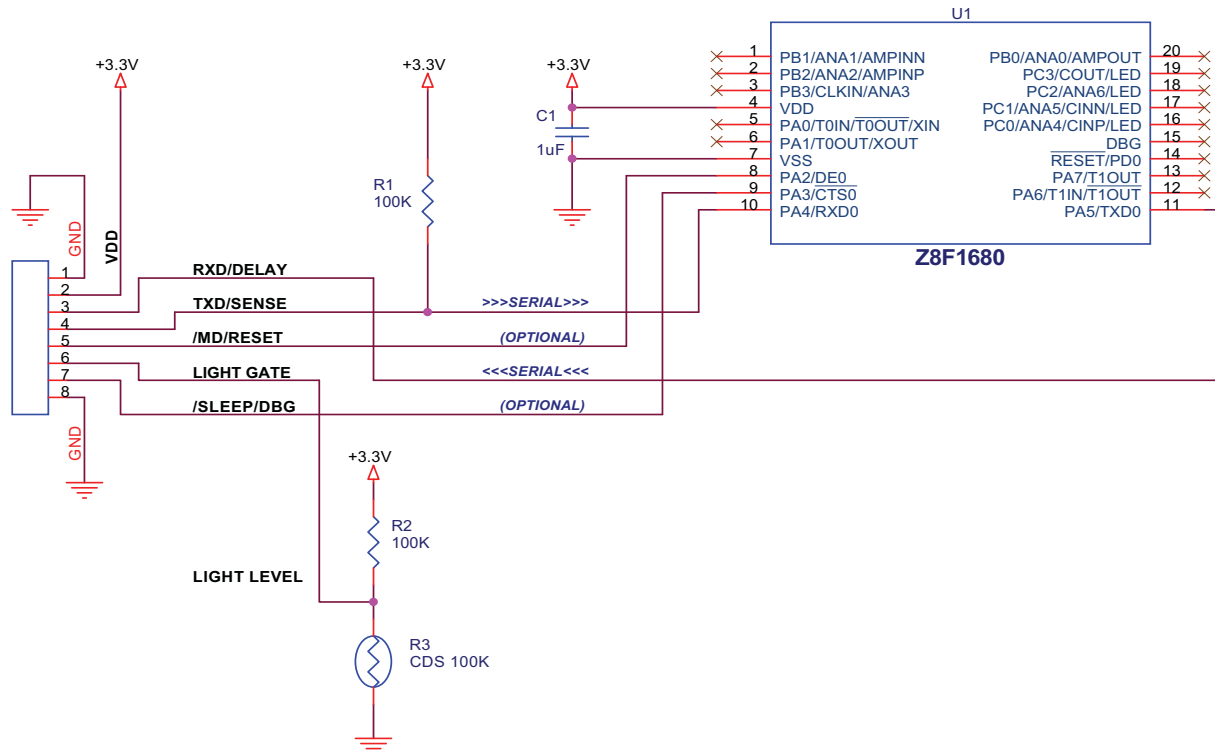 U1
+3.3V
+3.3V
+3.3V
1 PB1/ANA1/AMPINN
2 PB2/ANA2/AMPINP
3 PB3/CLKIN/ANA3
4 VDD
5 PA0/T0IN/T0OUT/XIN
6 PA1/T0OUT/XOUT
7 VSS
8 PA2/DE0
9 PA3/CTS0
10 PA4/RXD0
PB0/ANA0/AMPOUT 20
PC3/COUT/LED 19
PC2/ANA6/LED 18
PC1/ANA5/CINN/LED 17
PC0/ANA4/CINP/LED 16
DBG 15
RESET/PD0 14
PA7/T1OUT 13
PA6/T1IN/T1OUT 12
PA5/TXD0 11
Z8F1680
C1
1uF
R1
100K
GND
VDD
1
2
3
4
5
6
7
8
RXD/DELAY
TXD/SENSE
>>>SERIAL>>>
/MD/RESET
(OPTIONAL)
LIGHT GATE
<<<SERIAL<<<
/SLEEP/DBG
(OPTIONAL)
GND
+3.3V
R2
100K
LIGHT LEVEL
R3
CDS 100K